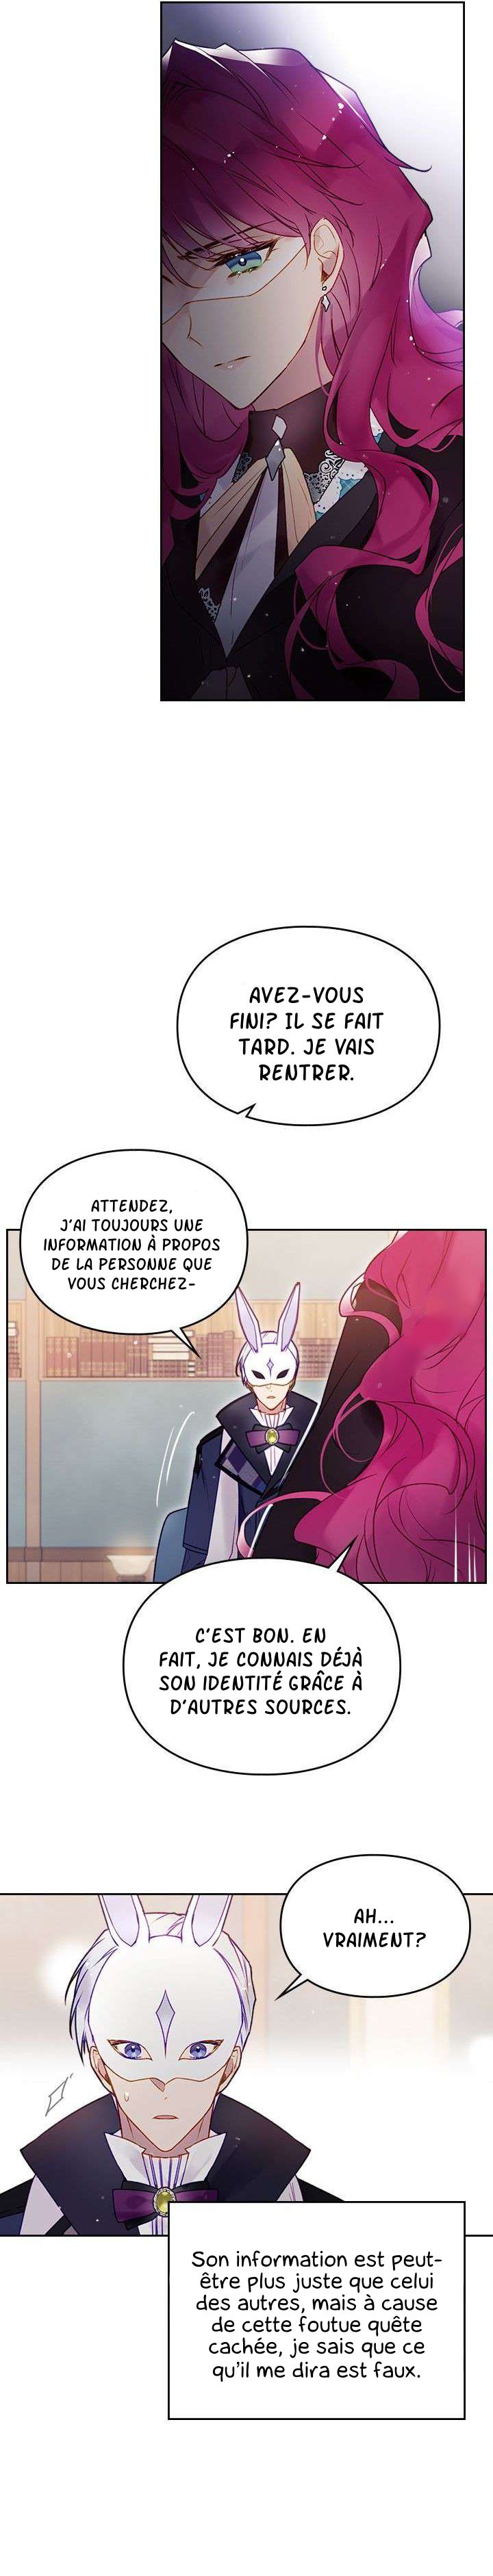 AVEZ-VOUS
FINI? IL SE FAIT
TARD. JE VAIS
RENTRER.
ATTENDEZ,
J'AI TOUJOURS UNE
INFORMATION À PROPOS
DE LA PERSONNE QUE
VOUS CHERCHEZ-
C'EST BON. EN
FAIT, JE CONNAIS DÉJÀ
SON IDENTITÉ GRÂCE À
D'AUTRES SOURCES.
AH...
VRAIMENT?
Son information est peut-
être plus juste que celui
des autres, mais à cause
de cette foutue quête
cachée, je sais que ce
qu'il me dira est faux.